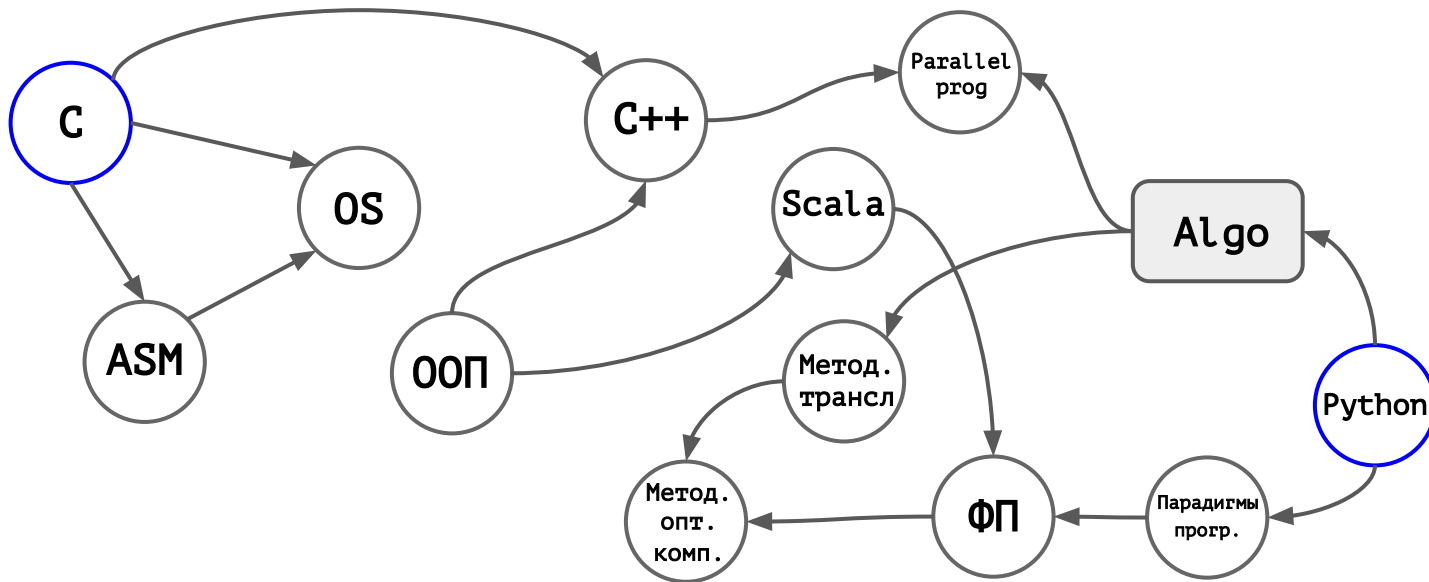 C
C++
Parallel
prog
OS
Scala
Algo
ASM
ООП
Метод.
трансл
Python
Метод.
опт.
комп.
ФП
Парадигмы
прогр.